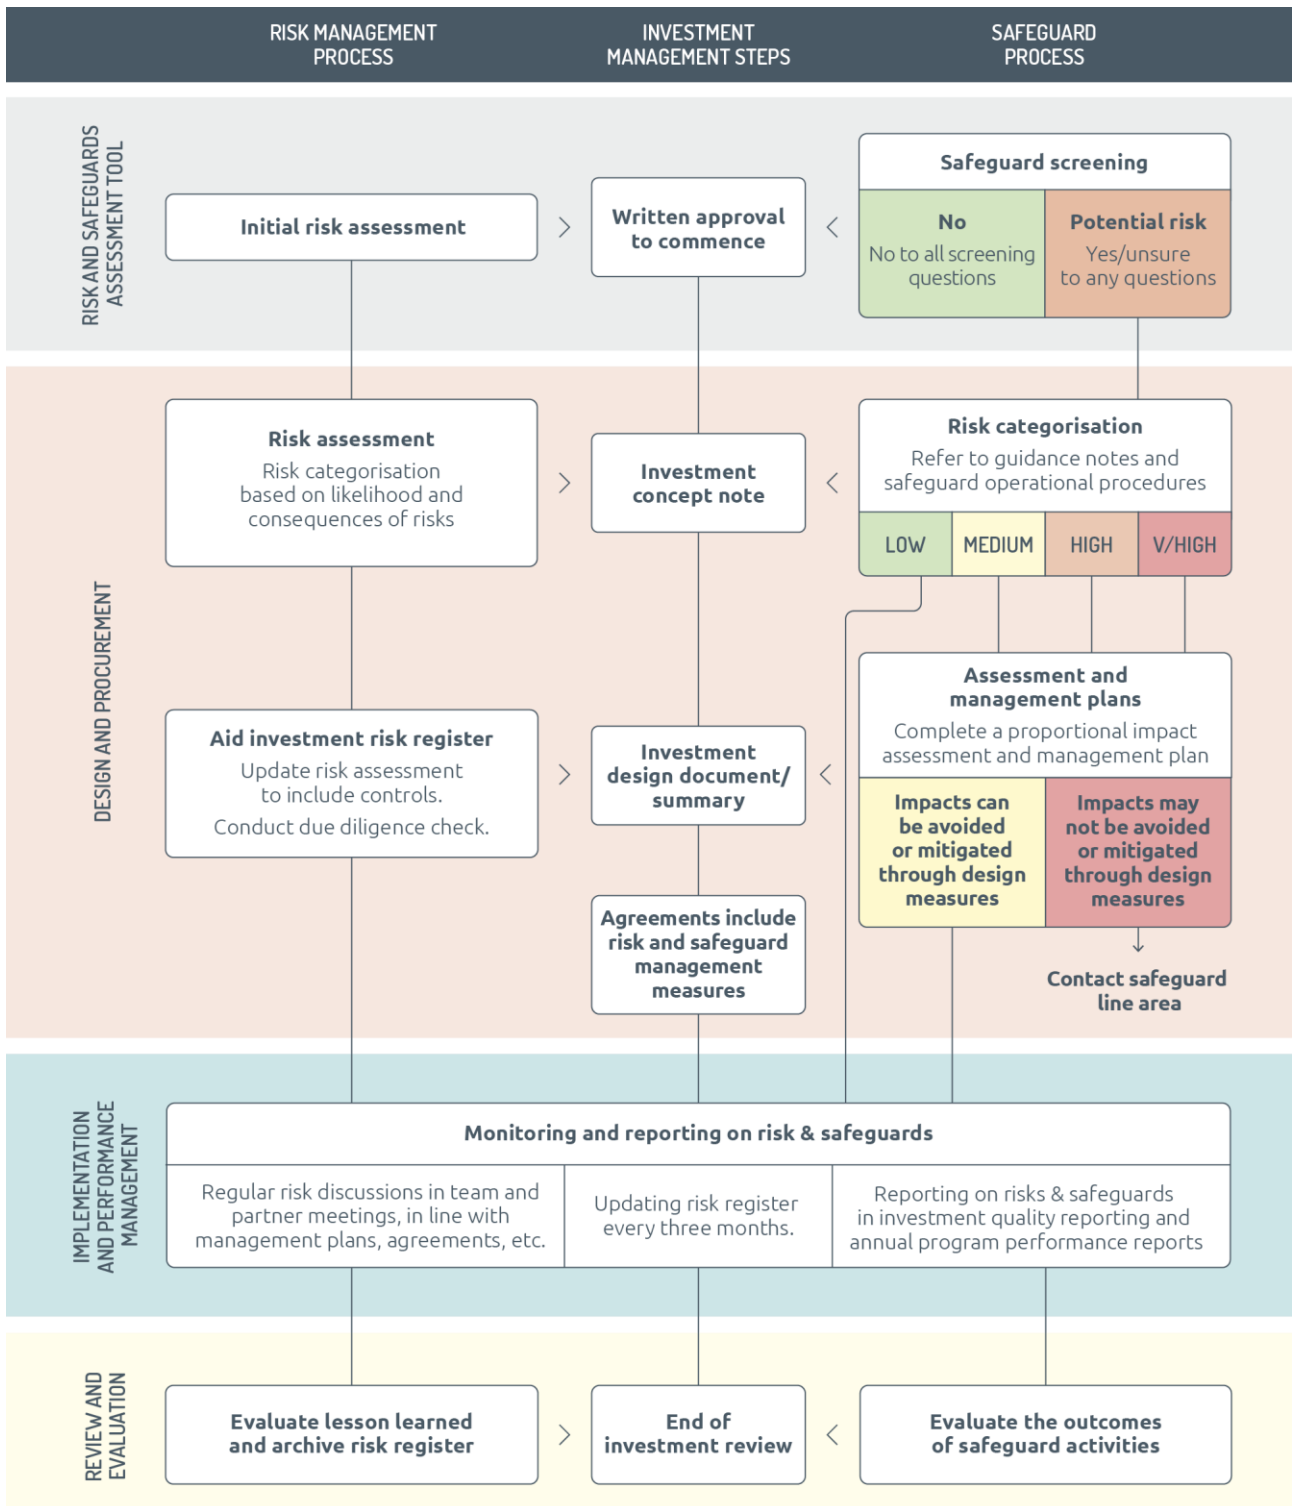 RISK MANAGEMENT
PROCESS
INVESTMENT
MANAGEMENT STEPS
SAFEGUARD
PROCESS
RISK AND SAFEGUARDS
ASSESSMENT TOOL
Initial risk assessment
Written approval
to commence
Safeguard screening
No
No to all screening
questions
Potential risk
Yes/unsure
to any questions
DESIGN AND PROCUREMENT
Risk assessment
Risk categorisation
based on likelihood and
consequences of risks
Investment
concept note
Risk categorisation
Refer to guidance notes and
safeguard operational procedures
LOW
MEDIUM
HIGH
V/HIGH
Aid investment risk register
Update risk assessment
to include controls.
Conduct due diligence check.
Investment
design document/
summary
Assessment and
management plans
Complete a proportional impact
assessment and management plan
Impacts can
be avoided
or mitigated
through design
measures
Impacts may
not be avoided
or mitigated
through design
measures
Agreements include
risk and safeguard
management
measures
Contact safeguard
line area
IMPLEMENTATION
AND PERFORMANCE
MANAGEMENT
Monitoring and reporting on risk & safeguards
Regular risk discussions in team and
partner meetings, in line with
management plans, agreements, etc.
Updating risk register
every three months.
Reporting on risks & safeguards
in investment quality reporting and
annual program performance reports
REVIEW AND
EVALUATION
Evaluate lesson learned
and archive risk register
End of
investment review
Evaluate the outcomes
of safeguard activities